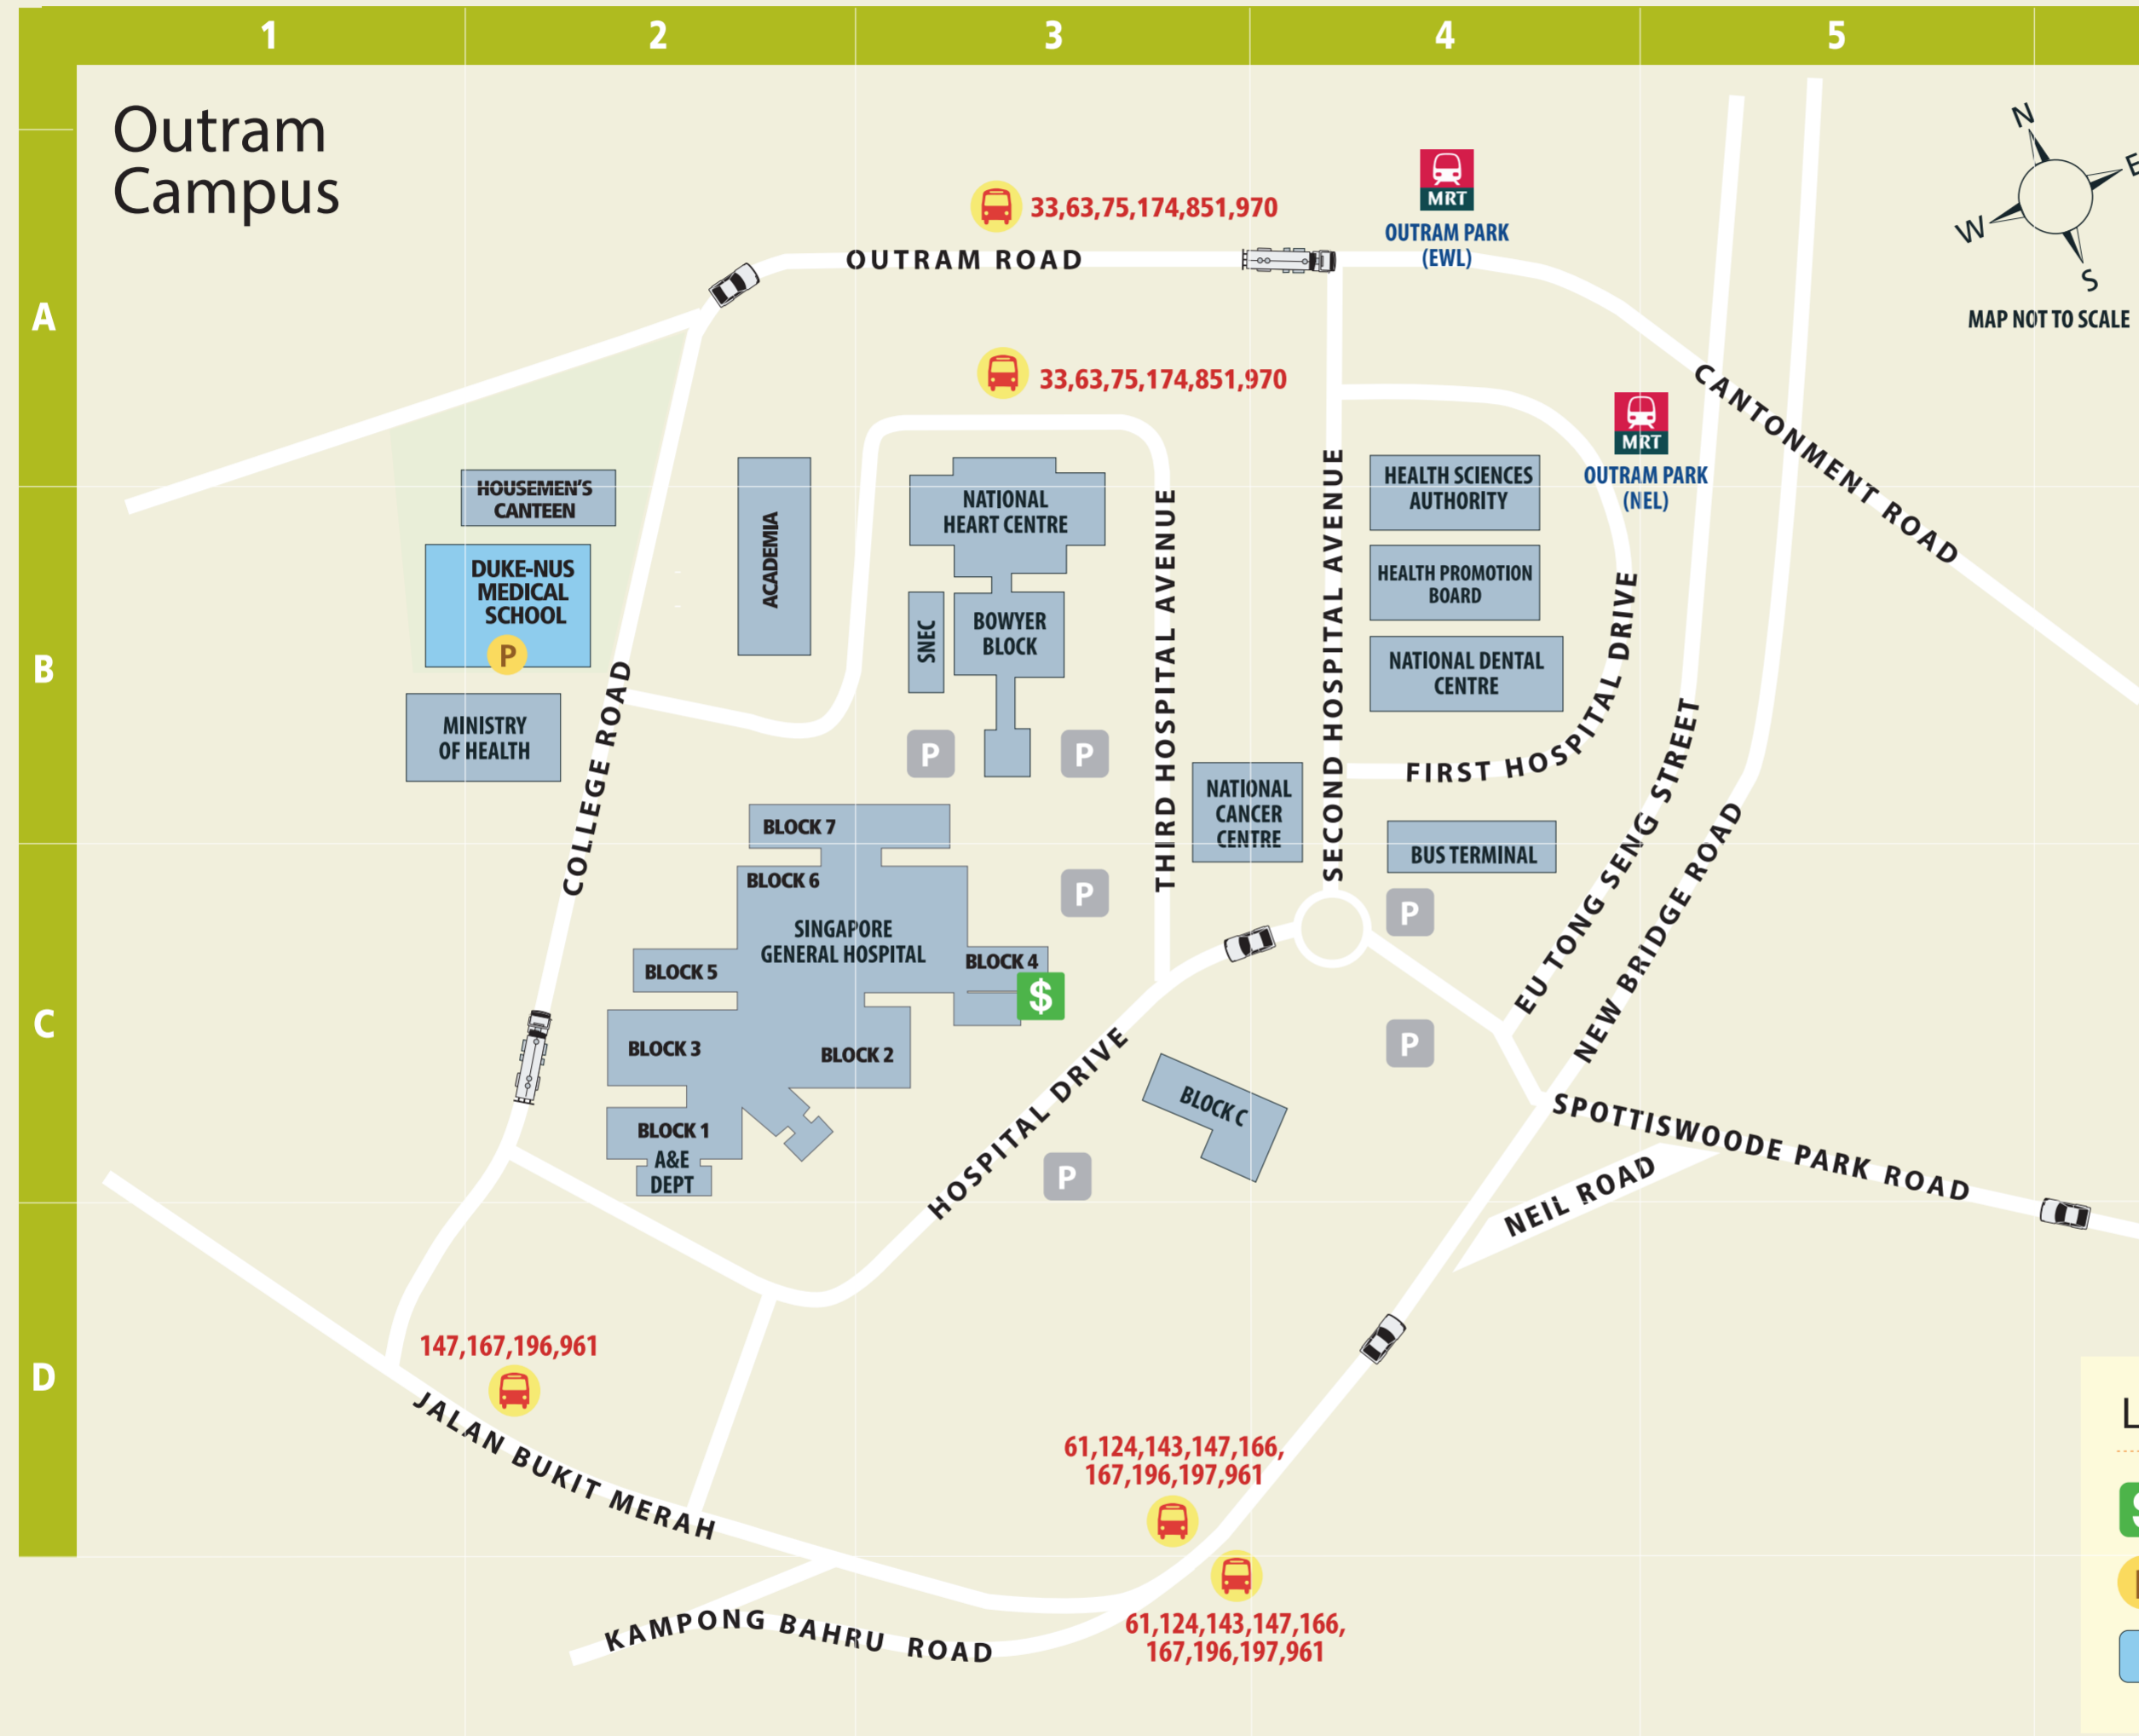 1
2
3
4
5
Outram
Campus
N
E
W
S
MAP NOT TO SCALE
33,63,75,174,851,970
MRT
OUTRAM PARK
(EWL)
OUTRAM ROAD
A
33,63,75,174,851,970
CANTONMENT ROAD
MRT
OUTRAM PARK
(NEL)
HOUSEMEN'S
CANTEEN
ACADEMIA
NATIONAL
HEART CENTRE
HEALTH SCIENCES
AUTHORITY
DUKE-NUS
MEDICAL
SCHOOL
P
HEALTH PROMOTION
BOARD
B
SNEC
BOWYER
BLOCK
THIRD HOSPITAL AVENUE
SECOND HOSPITAL AVENUE
NATIONAL DENTAL
CENTRE
MINISTRY
OF HEALTH
COLLEGE ROAD
P
P
FIRST HOSPITAL DRIVE
NATIONAL
CANCER
CENTRE
EU TONG SENG STREET
NEW BRIDGE ROAD
BLOCK 7
BUS TERMINAL
BLOCK 6
P
P
SINGAPORE
GENERAL HOSPITAL
BLOCK 5
BLOCK 4
$
C
BLOCK 3
BLOCK 2
P
HOSPITAL DRIVE
BLOCK C
SPOTTISWOODE PARK ROAD
BLOCK 1
A&E
DEPT
P
NEIL ROAD
147,167,196,961
D
JALAN BUKIT MERAH
61,124,143,147,166,
167,196,197,961
KAMPONG BAHRU ROAD
61,124,143,147,166,
167,196,197,961